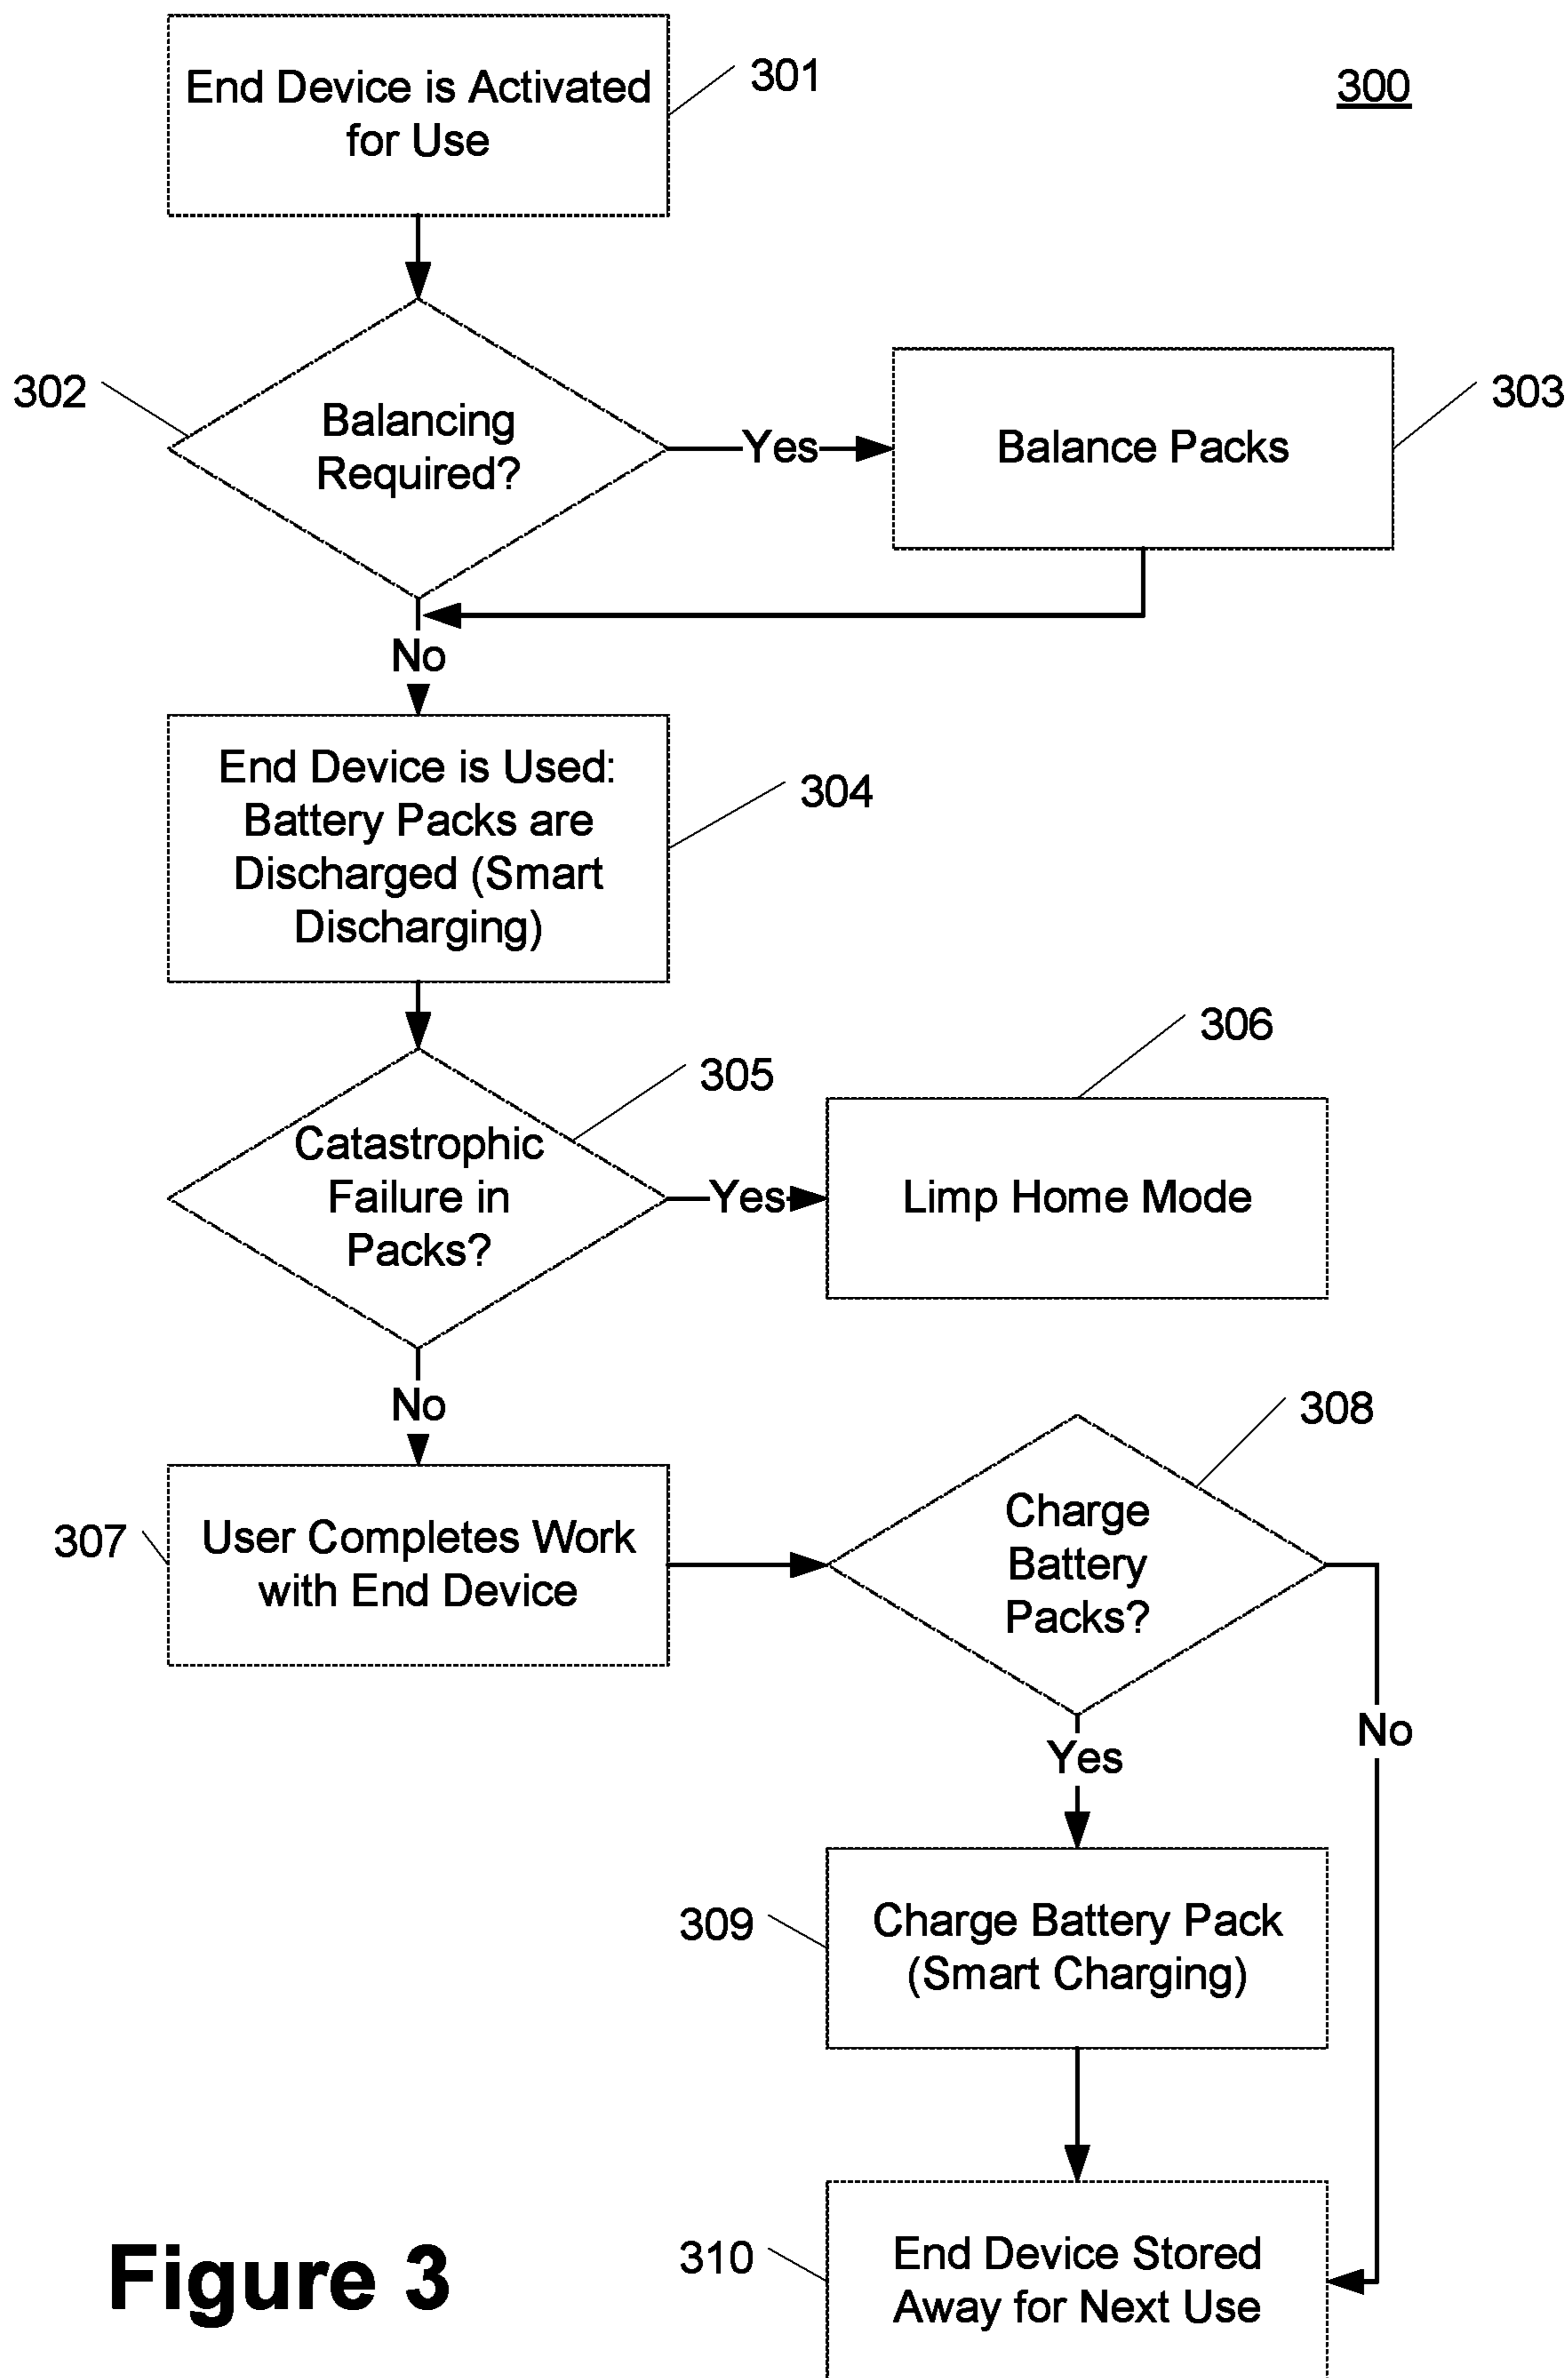 End Device is Activated
for Use
301
300
302
Balancing
Required?
Yes
Balance Packs
303
No
End Device is Used:
Battery Packs are
Discharged (Smart
Discharging)
304
305
Catastrophic
Failure in
Packs?
Yes
306
Limp Home Mode
No
307
User Completes Work
with End Device
308
Charge
Battery
Packs?
No
Yes
309
Charge Battery Pack
(Smart Charging)
310
End Device Stored
Away for Next Use
Figure 3